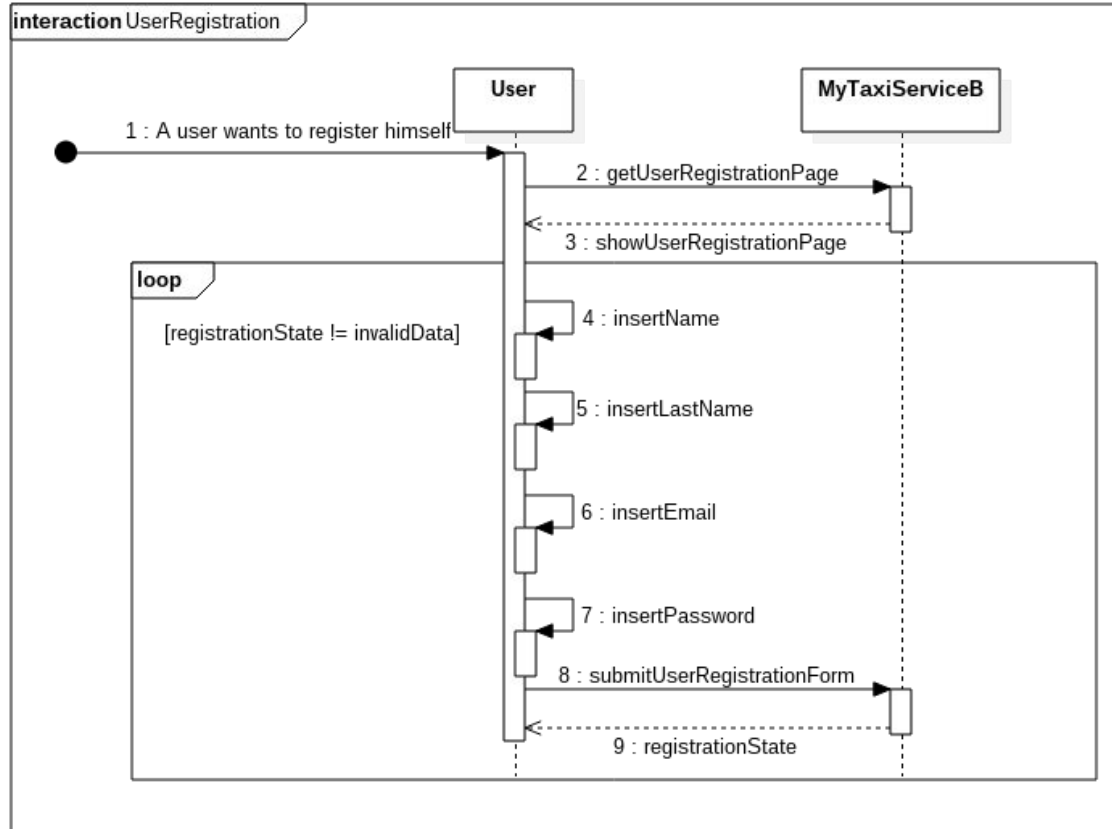 interaction UserRegistration
User
MyTaxiServiceB
1 : A user wants to register himself
2 : getUserRegistrationPage
3 : showUserRegistrationPage
loop
[registrationState != invalidData]
4 : insertName
5 : insertLastName
6 : insertEmail
7 : insertPassword
8 : submitUserRegistrationForm
9 : registrationState